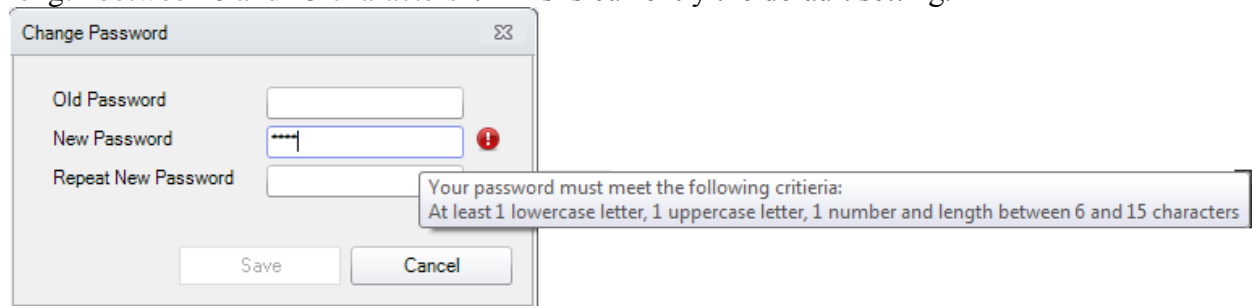 Change Password
Old Password
New Password ****
Repeat New Password
Your password must meet the following critieria:
At least 1 lowercase letter, 1 uppercase letter, 1 number and length between 6 and 15 characters
Save Cancel